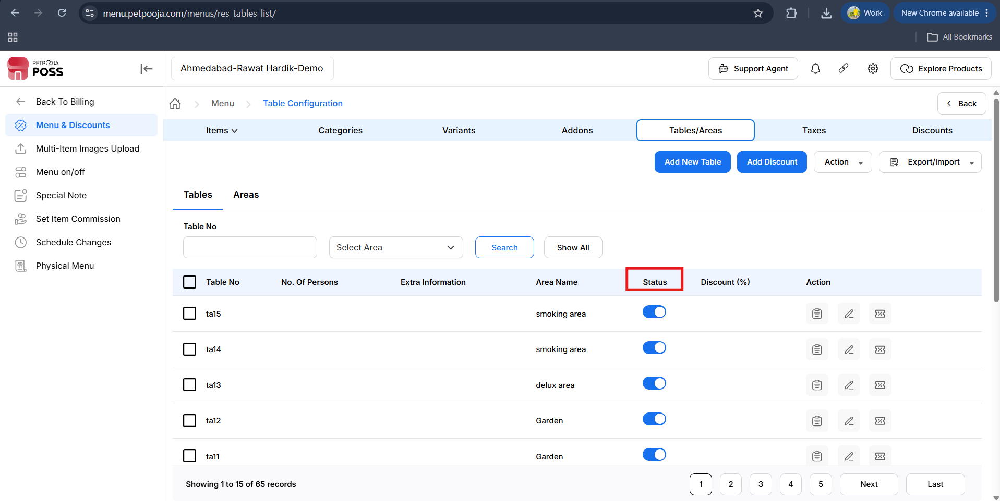 menu.petpooja.com/menus/res_tables_list/
Work
New Chrome available
All Bookmarks
PETPOOJA
POSS
Ahmedabad-Rawat Hardik-Demo
Support Agent
Explore Products
Back To Billing
Menu & Discounts
Multi-Item Images Upload
Menu on/off
Special Note
Set Item Commission
Schedule Changes
Physical Menu
Menu
Table Configuration
Back
Items
Categories
Variants
Addons
Tables/Areas
Taxes
Discounts
Add New Table
Add Discount
Action
Export/Import
Tables
Areas
Table No
Select Area
Search
Show All
Table No No. Of Persons Extra Information Area Name Status Discount (%) Action
ta15 smoking area
ta14 smoking area
ta13 delux area
ta12 Garden
ta11 Garden
Showing 1 to 15 of 65 records
1 2 3 4 5 Next Last